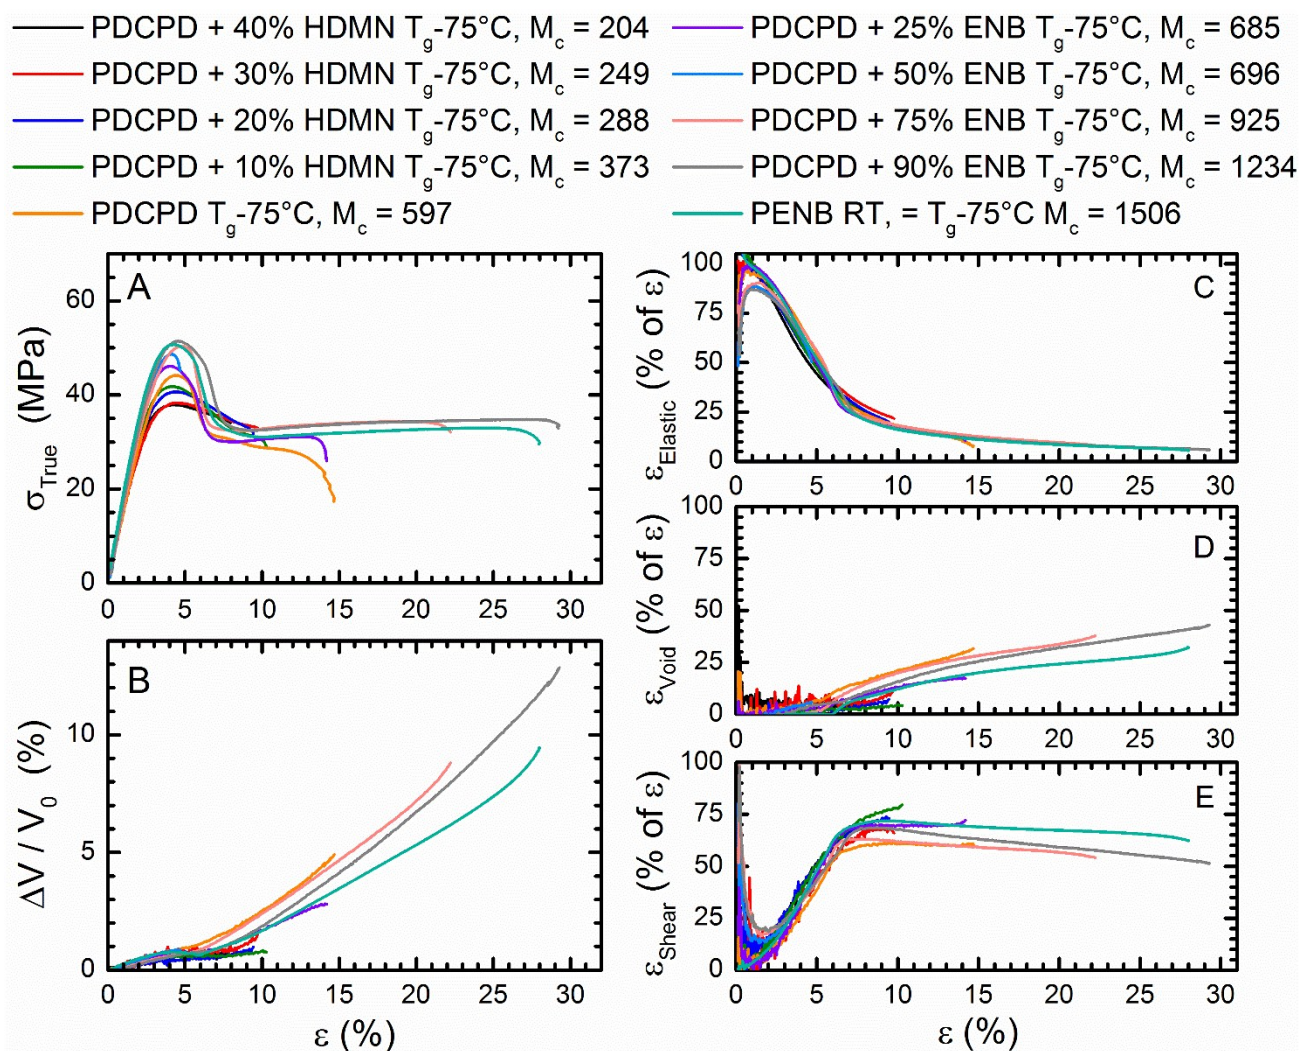 PDCPD + 40% HDMN Tg-75°C, Mc = 204
PDCPD + 30% HDMN Tg-75°C, Mc = 249
PDCPD + 20% HDMN Tg-75°C, Mc = 288
PDCPD + 10% HDMN Tg-75°C, Mc = 373
PDCPD Tg-75°C, Mc = 597
PDCPD + 25% ENB Tg-75°C, Mc = 685
PDCPD + 50% ENB Tg-75°C, Mc = 696
PDCPD + 75% ENB Tg-75°C, Mc = 925
PDCPD + 90% ENB Tg-75°C, Mc = 1234
PENB RT, = Tg-75°C Mc = 1506
A
σTrue (MPa)
60
40
20
0
0 5 10 15 20 25 30
B
ΔV / V0 (%)
10
5
0
0 5 10 15 20 25 30
ε (%)
C
εElastic (% of ε)
100
75
50
25
0
0 5 10 15 20 25 30
D
εVoid (% of ε)
100
75
50
25
0
0 5 10 15 20 25 30
E
εShear (% of ε)
100
75
50
25
0
0 5 10 15 20 25 30
ε (%)